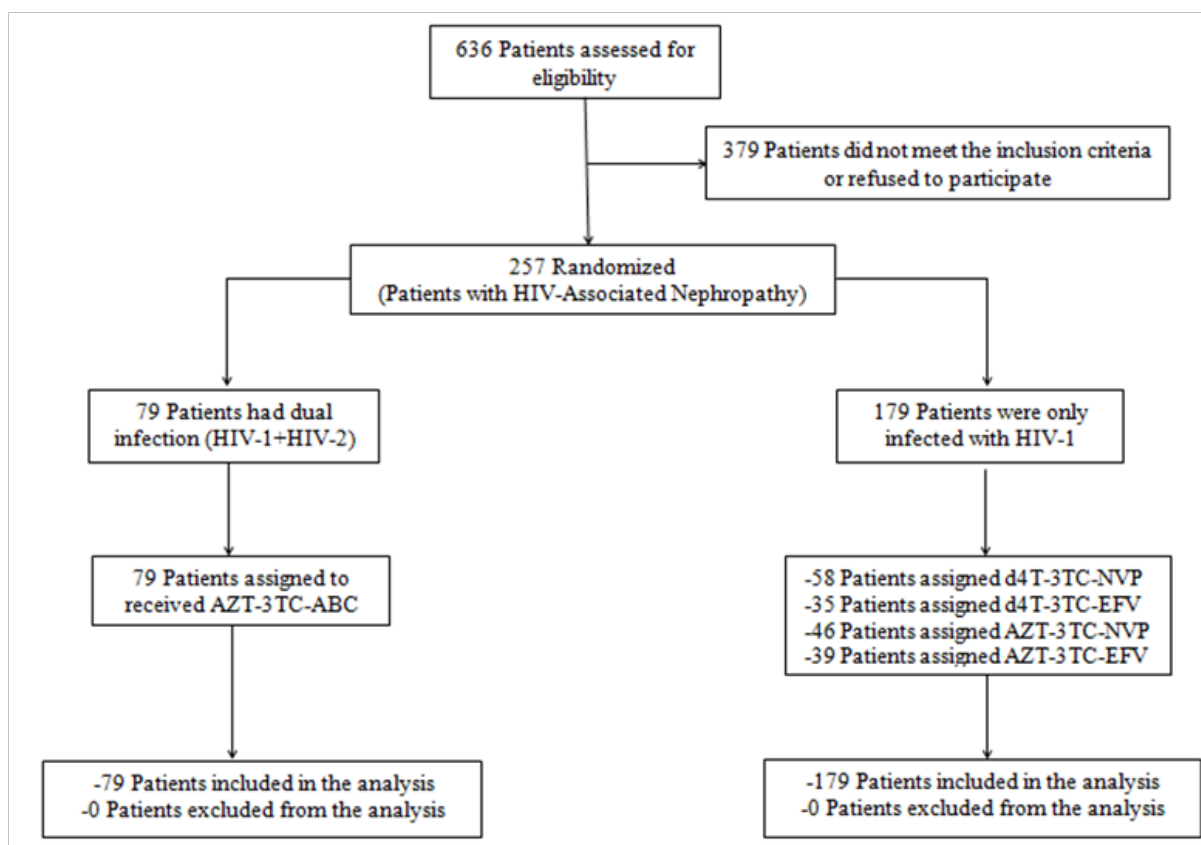 636 Patients assessed for
eligibility
379 Patients did not meet the inclusion criteria
or refused to participate
257 Randomized
(Patients with HIV-Associated Nephropathy)
79 Patients had dual
infection (HIV-1+HIV-2)
179 Patients were only
infected with HIV-1
79 Patients assigned to
received AZT-3TC-ABC
-58 Patients assigned d4T-3TC-NVP
-35 Patients assigned d4T-3TC-EFV
-46 Patients assigned AZT-3TC-NVP
-39 Patients assigned AZT-3TC-EFV
-79 Patients included in the analysis
-0 Patients excluded from the analysis
-179 Patients included in the analysis
-0 Patients excluded from the analysis